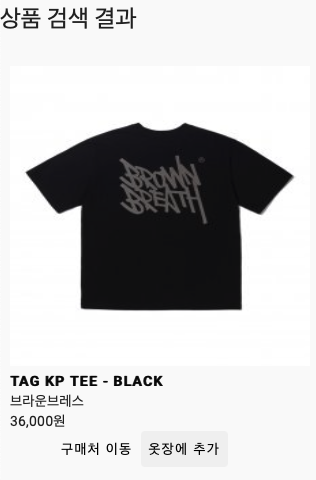 상품 검색 결과
BROWN
BREATH
TAG KP TEE - BLACK
브라운브레스
36,000원
구매처 이동 옷장에 추가